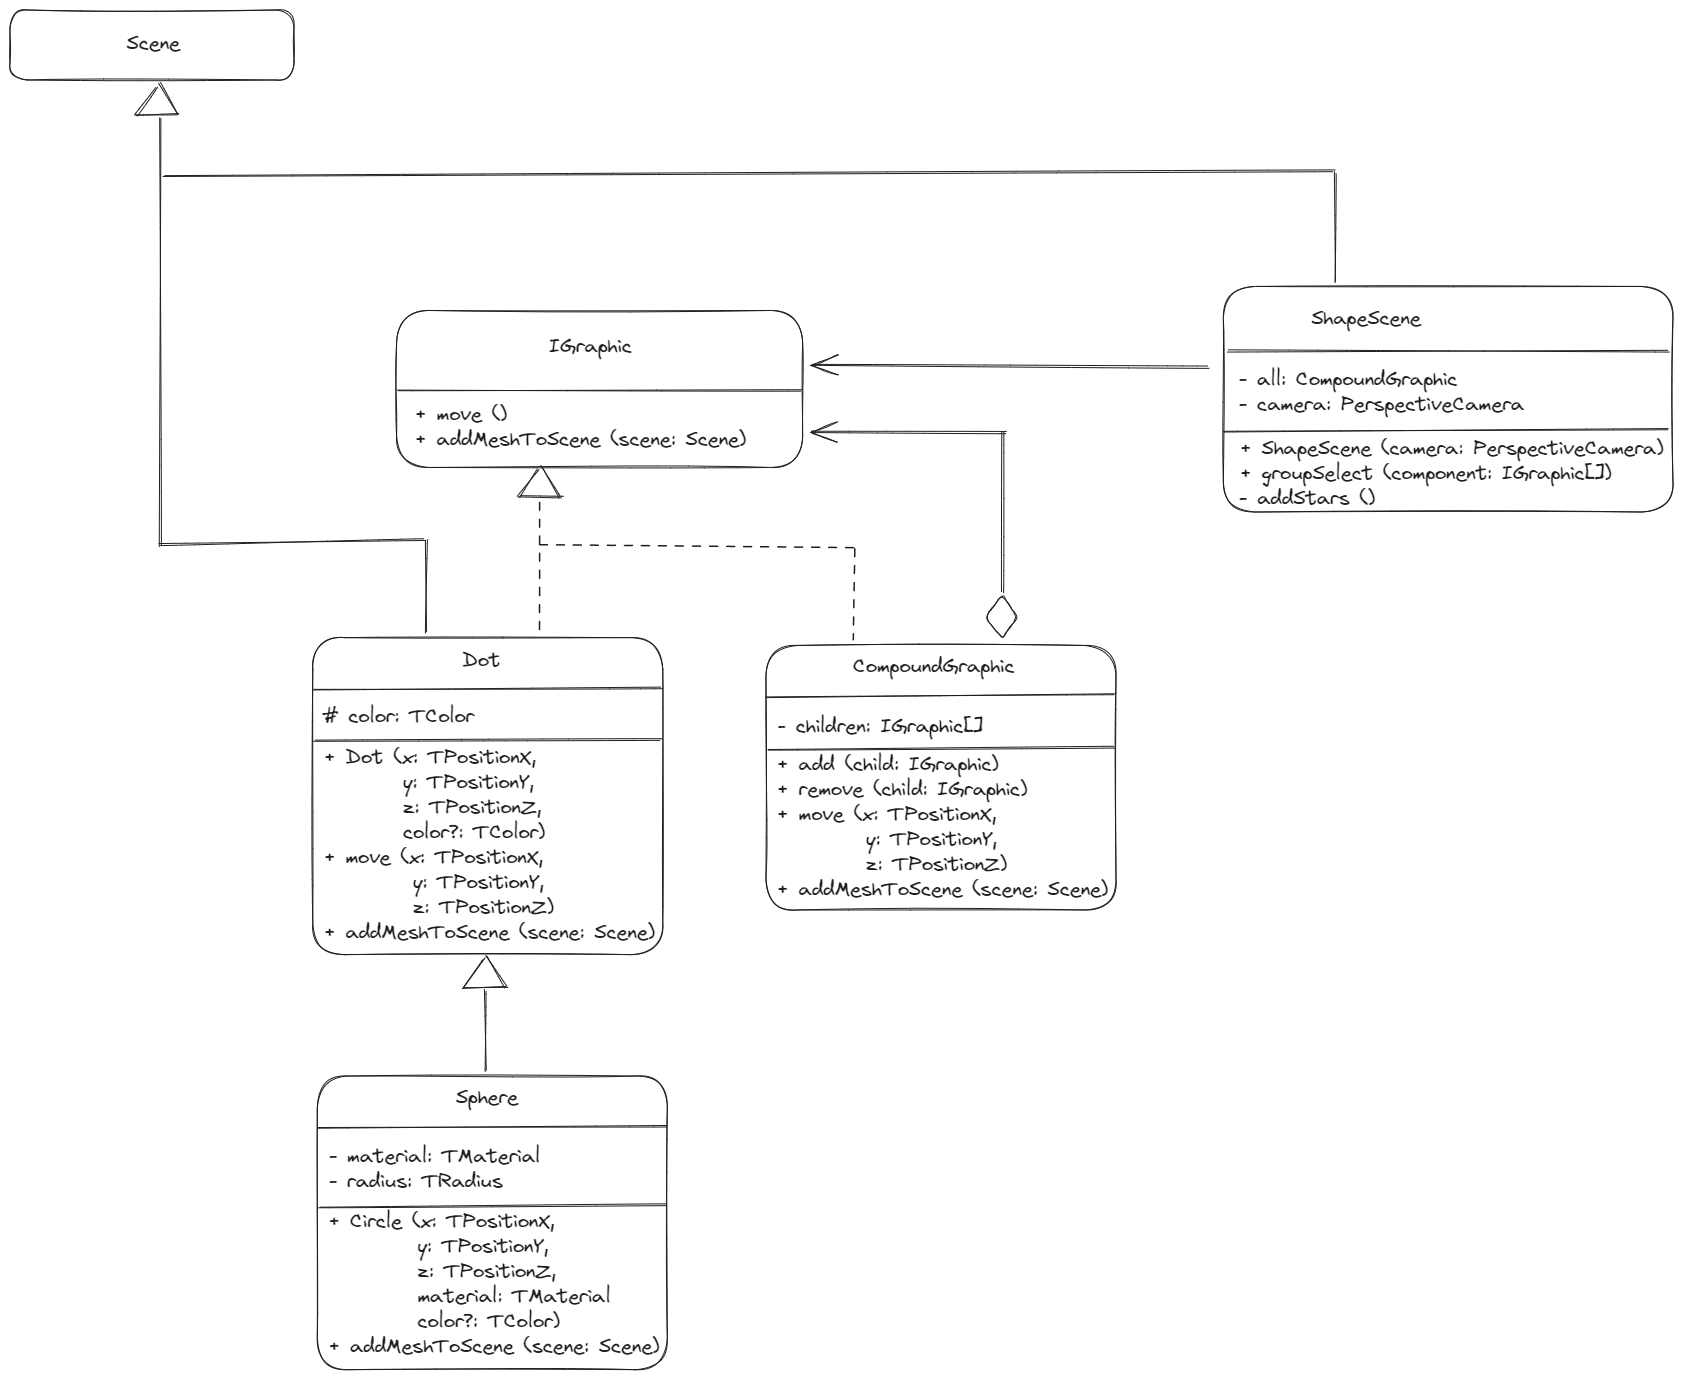 Scene
ShapeScene
- all: CompoundGraphic
- camera: PerspectiveCamera
+ ShapeScene (camera: PerspectiveCamera)
+ groupSelect (component: IGraphic[])
- addStars ()
IGraphic
+ move ()
+ addMeshToScene (scene: Scene)
Dot
# color: TColor
+ Dot (x: TPositionX,
y: TPositionY,
z: TPositionZ,
color?: TColor)
+ move (x: TPositionX,
y: TPositionY,
z: TPositionZ)
+ addMeshToScene (scene: Scene)
CompoundGraphic
- children: IGraphic[]
+ add (child: IGraphic)
+ remove (child: IGraphic)
+ move (x: TPositionX,
y: TPositionY,
z: TPositionZ)
+ addMeshToScene (scene: Scene)
Sphere
- material: TMaterial
- radius: TRadius
+ Circle (x: TPositionX,
y: TPositionY,
z: TPositionZ,
material: TMaterial
color?: TColor)
+ addMeshToScene (scene: Scene)